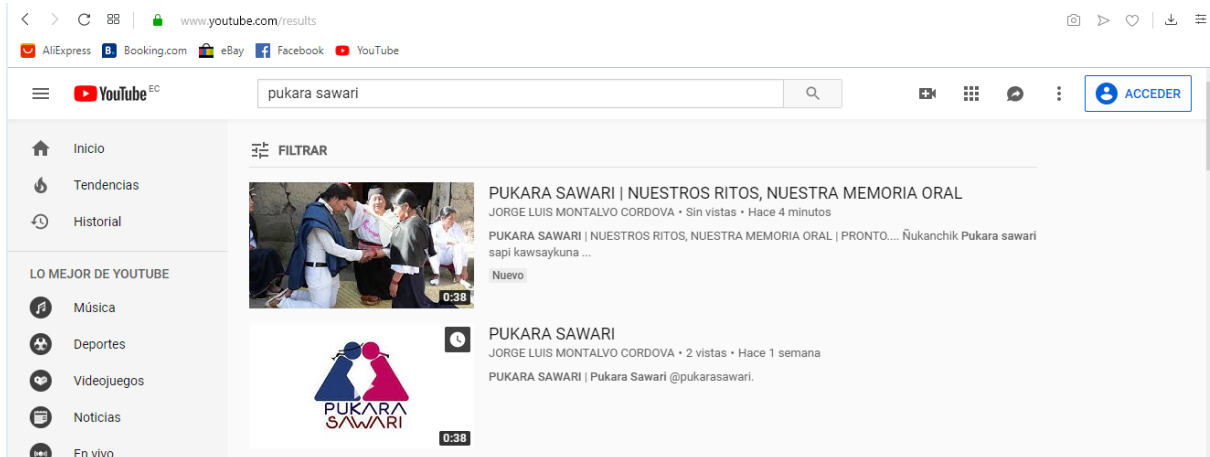 www.youtube.com/results
AliExpress B. Booking.com eBay Facebook YouTube
YouTube EC
pukara sawari
ACCEDER
Inicio
Tendencias
Historial
LO MEJOR DE YOUTUBE
Música
Deportes
Videojuegos
Noticias
En vivo
FILTRAR
0:38
PUKARA SAWARI | NUESTROS RITOS, NUESTRA MEMORIA ORAL
JORGE LUIS MONTALVO CORDOVA • Sin vistas • Hace 4 minutos
PUKARA SAWARI | NUESTROS RITOS, NUESTRA MEMORIA ORAL | PRONTO.... Ñukanchik Pukara sawari
sapi kawsaykuna ...
Nuevo
PUKARA
SAWARI
0:38
PUKARA SAWARI
JORGE LUIS MONTALVO CORDOVA • 2 vistas • Hace 1 semana
PUKARA SAWARI | Pukara Sawari @pukarasawari.